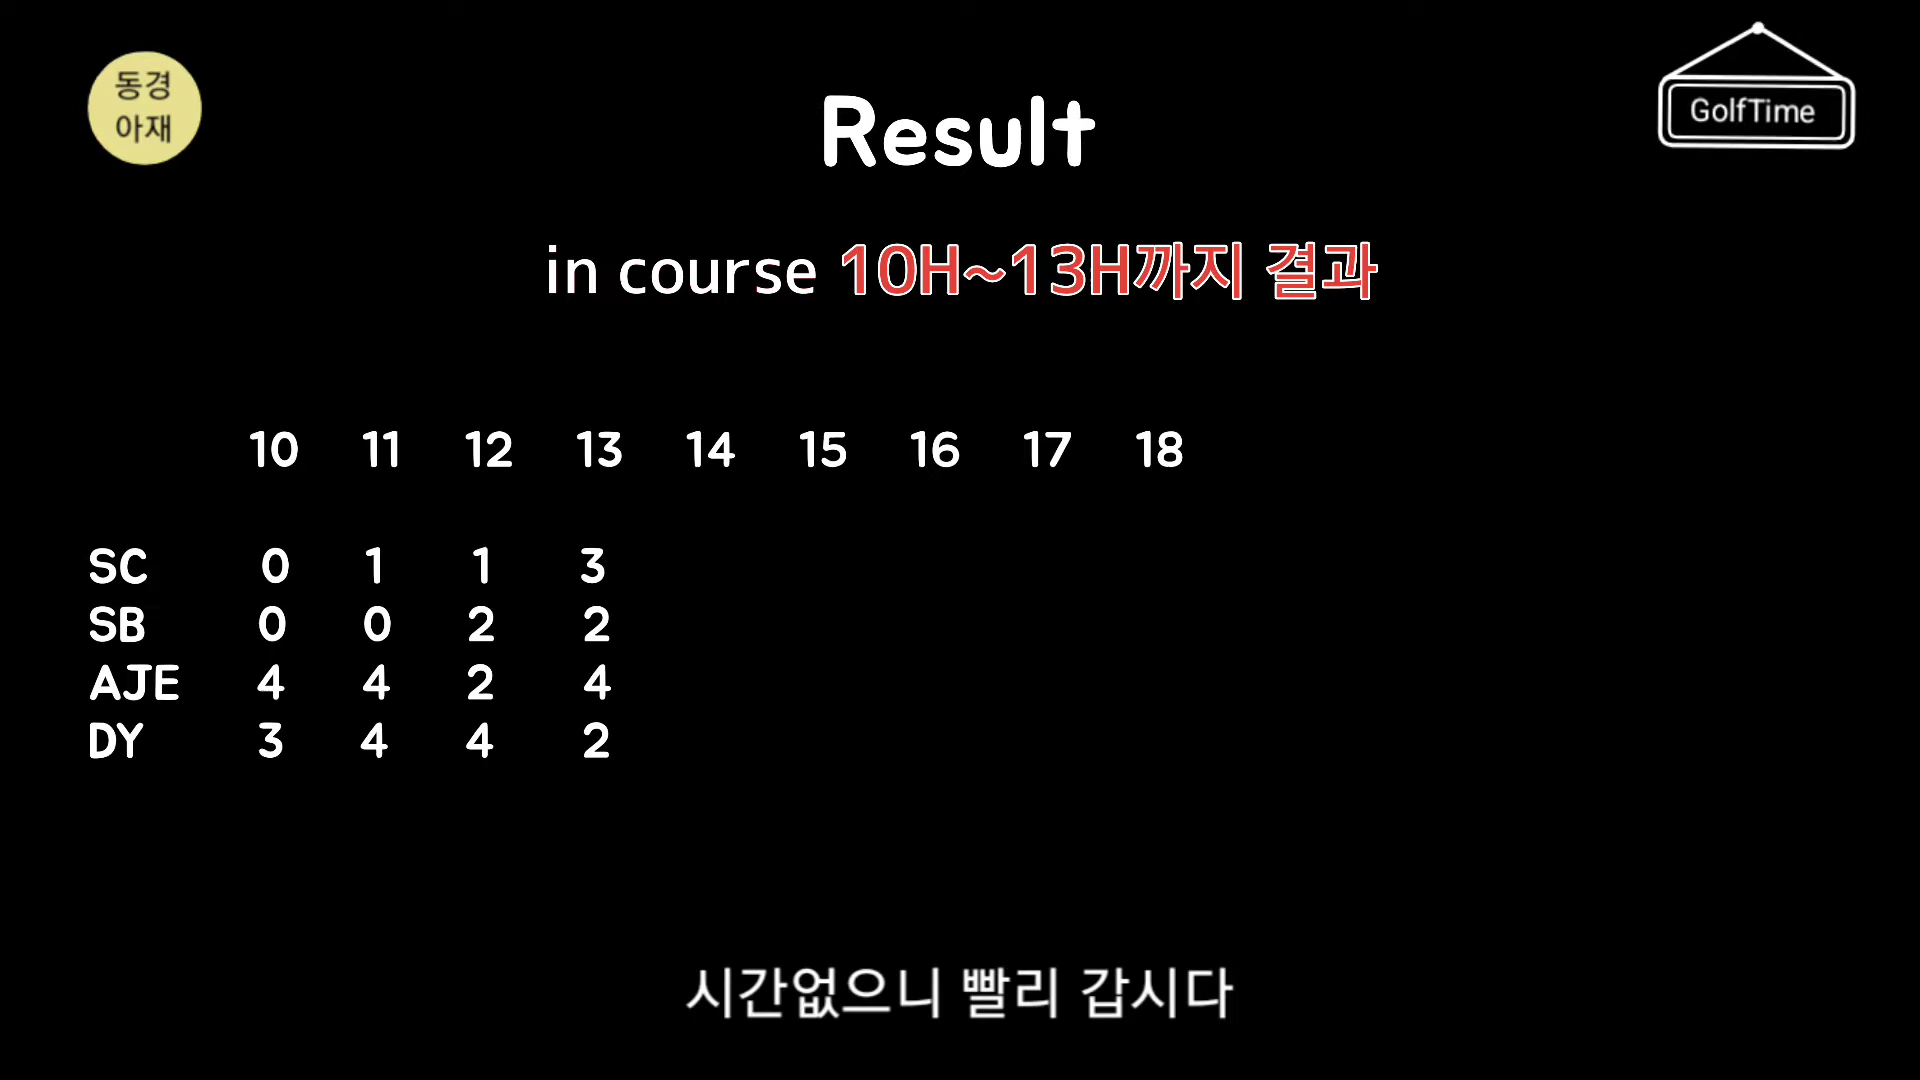 동경
아재
GolfTime
Result
in course 10H~13H까지 결과
10 11 12 13 14 15 16 17 18
SC 0 1 1 3
SB 0 0 2 2
AJE 4 4 2 4
DY 3 4 4 2
시간없으니 빨리 갑시다